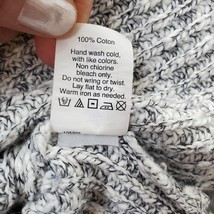 100% Coton
Hand wash cold,
with like colors.
Non chlorine
bleach only.
Do not wring or twist.
Lay flat to dry.
Warm iron as needed.